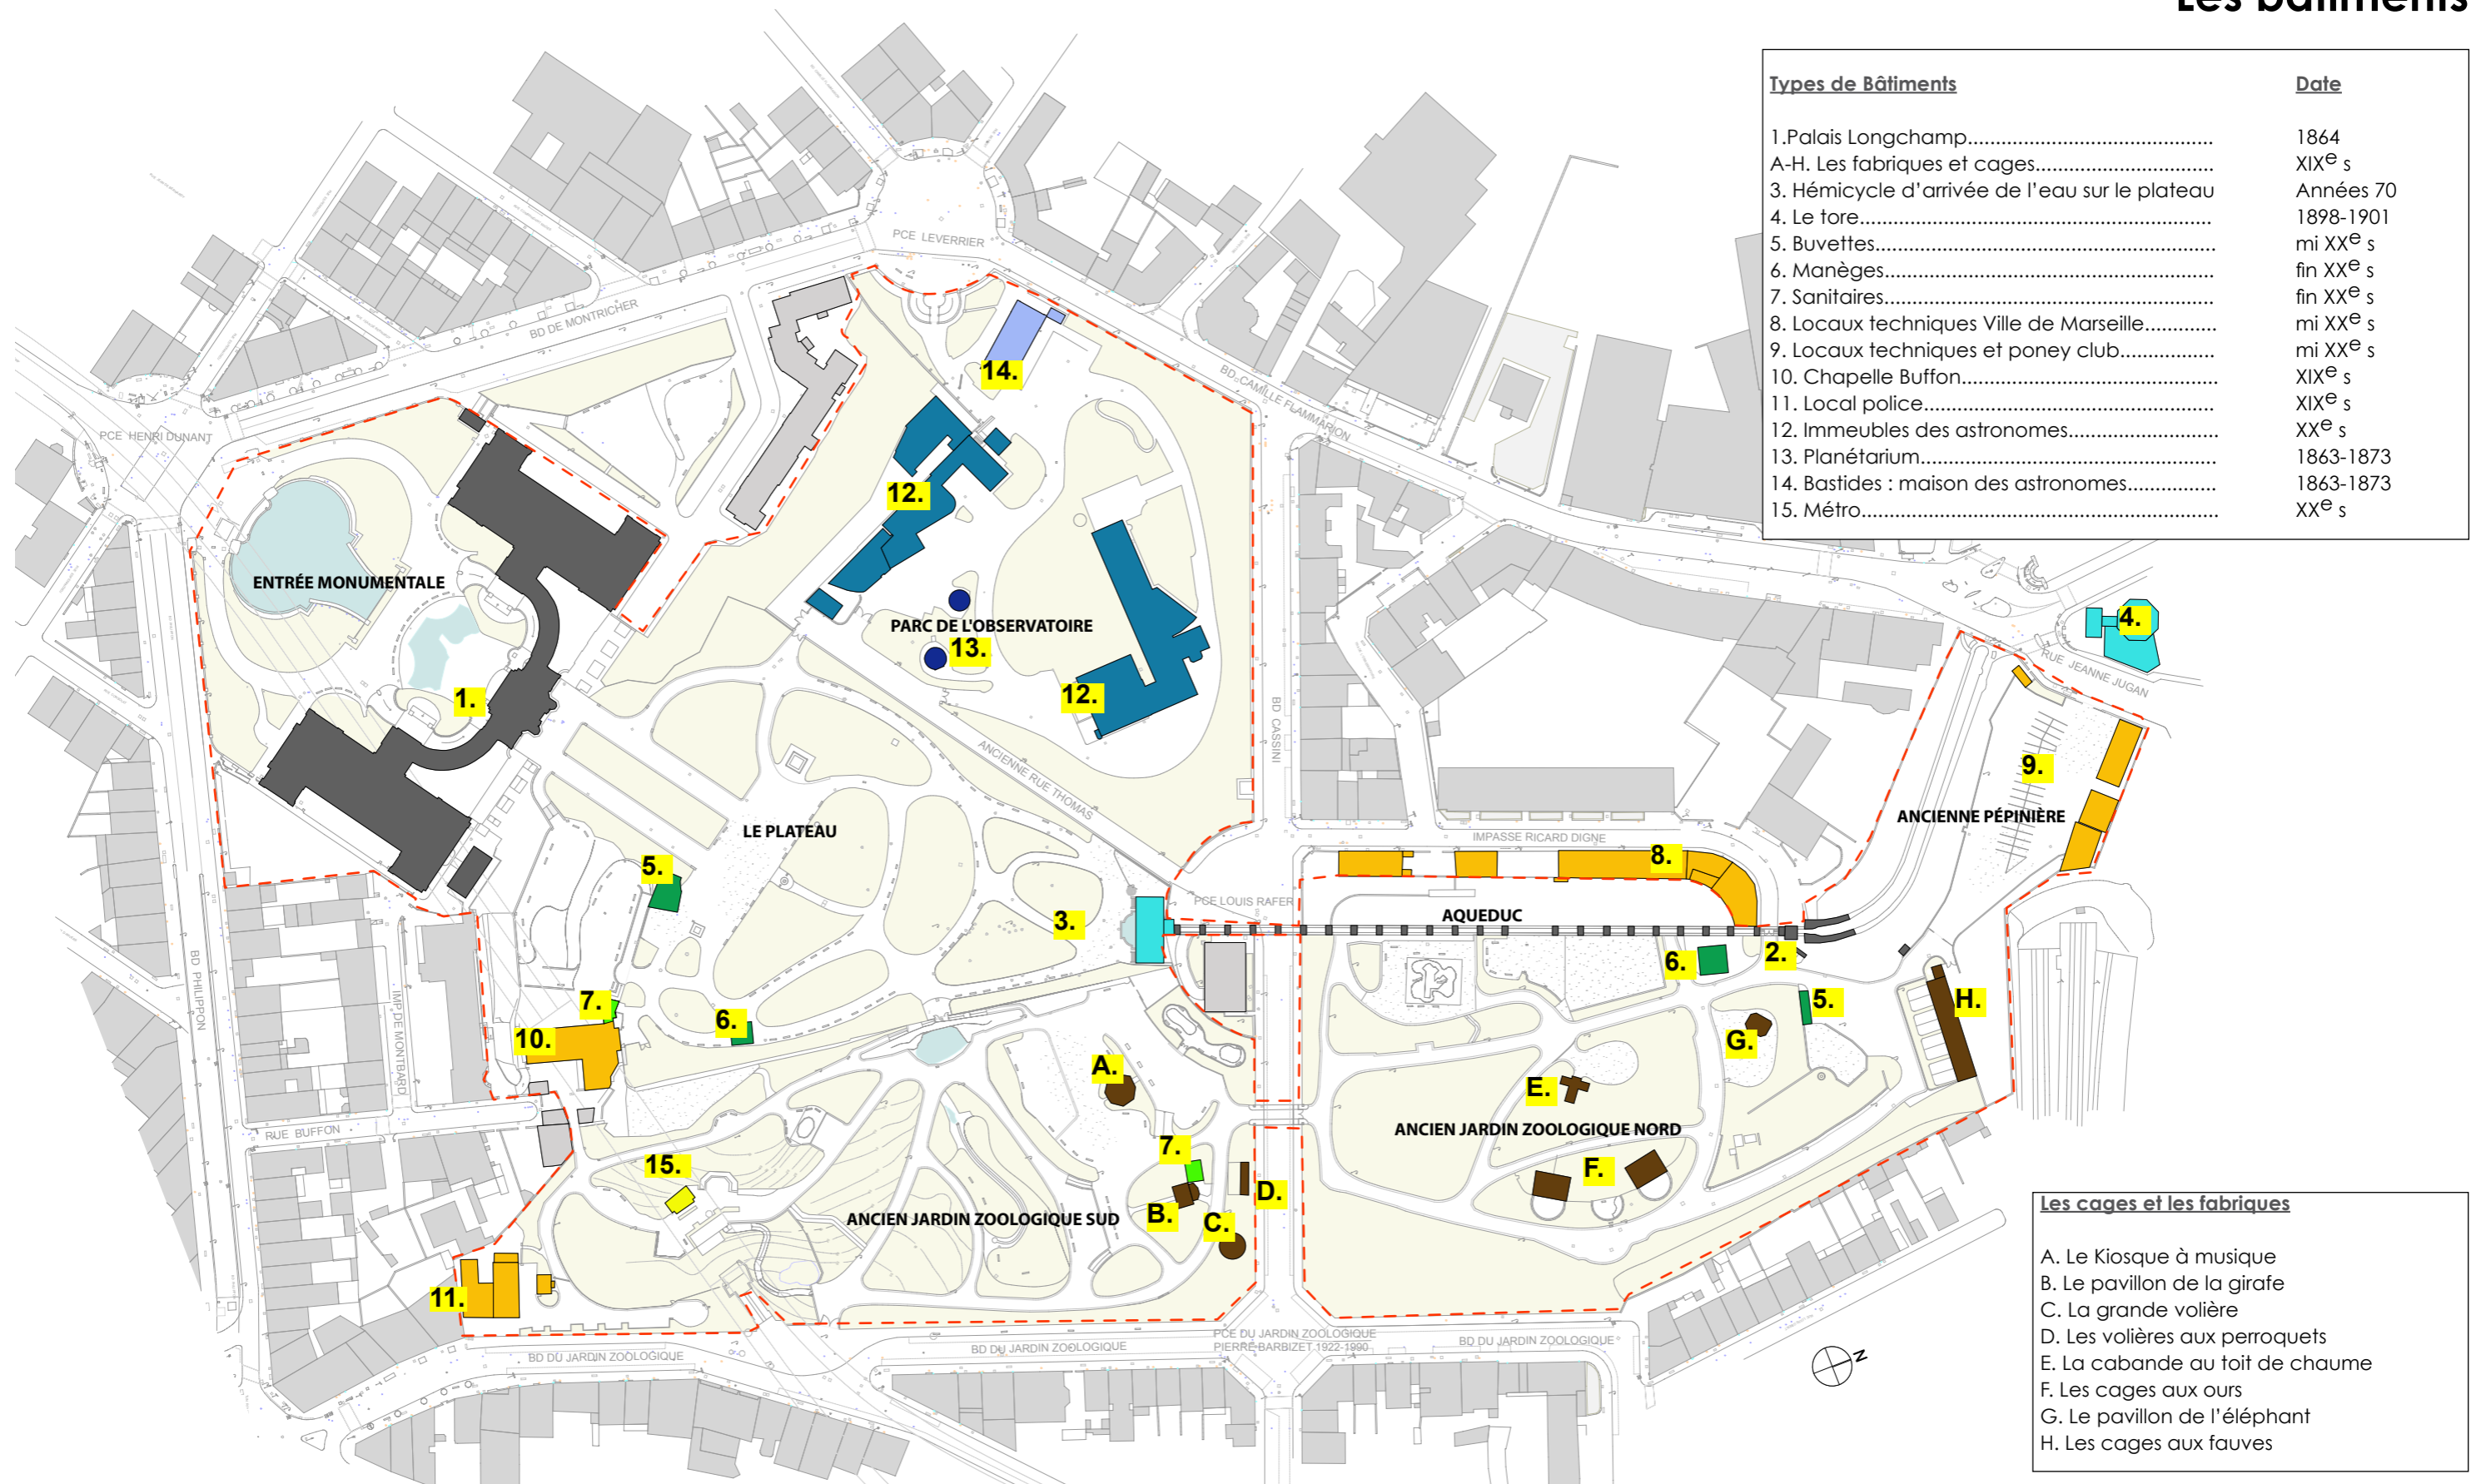 Les bâtiments
Types de Bâtiments Date
1.Palais Longchamp............................................ 1864
A-H. Les fabriques et cages................................ XIXe s
3. Hémicycle d'arrivée de l'eau sur le plateau Années 70
4. Le tore............................................................... 1898-1901
5. Buvettes............................................................. mi XXe s
6. Manèges........................................................... fin XXe s
7. Sanitaires........................................................... fin XXe s
8. Locaux techniques Ville de Marseille............. mi XXe s
9. Locaux techniques et poney club................. mi XXe s
10. Chapelle Buffon.............................................. XIXe s
11. Local police.................................................... XIXe s
12. Immeubles des astronomes........................... XXe s
13. Planétarium..................................................... 1863-1873
14. Bastides : maison des astronomes................ 1863-1873
15. Métro................................................................ XXe s
PCE LEVERRIER
BD DE MONTRICHER
14.
BD CAMILLE FLAMMARION
PCE HENRI DUNANT
12.
ENTRÉE MONUMENTALE
PARC DE L'OBSERVATOIRE
13.
4.
RUE JEANNE JUGAN
1.
12.
BD CASSINI
ANCIENNE RUE THOMAS
9.
LE PLATEAU
ANCIENNE PÉPINIÈRE
IMPASSE RICARD DIGNE
5.
8.
PCE LOUIS RAFER
3.
AQUEDUC
BD PHILIPPON
IMP DE MONTBARD
6.
2.
7.
5.
H.
10.
6.
G.
A.
E.
RUE BUFFON
ANCIEN JARDIN ZOOLOGIQUE NORD
7.
15.
F.
D.
B.
C.
ANCIEN JARDIN ZOOLOGIQUE SUD
11.
PCE DU JARDIN ZOOLOGIQUE
PIERRE BARBIZET 1922-1990
BD DU JARDIN ZOOLOGIQUE
BD DU JARDIN ZOOLOGIQUE
BD DU JARDIN ZOOLOGIQUE
N
Les cages et les fabriques
A. Le Kiosque à musique
B. Le pavillon de la girafe
C. La grande volière
D. Les volières aux perroquets
E. La cabande au toit de chaume
F. Les cages aux ours
G. Le pavillon de l'éléphant
H. Les cages aux fauves